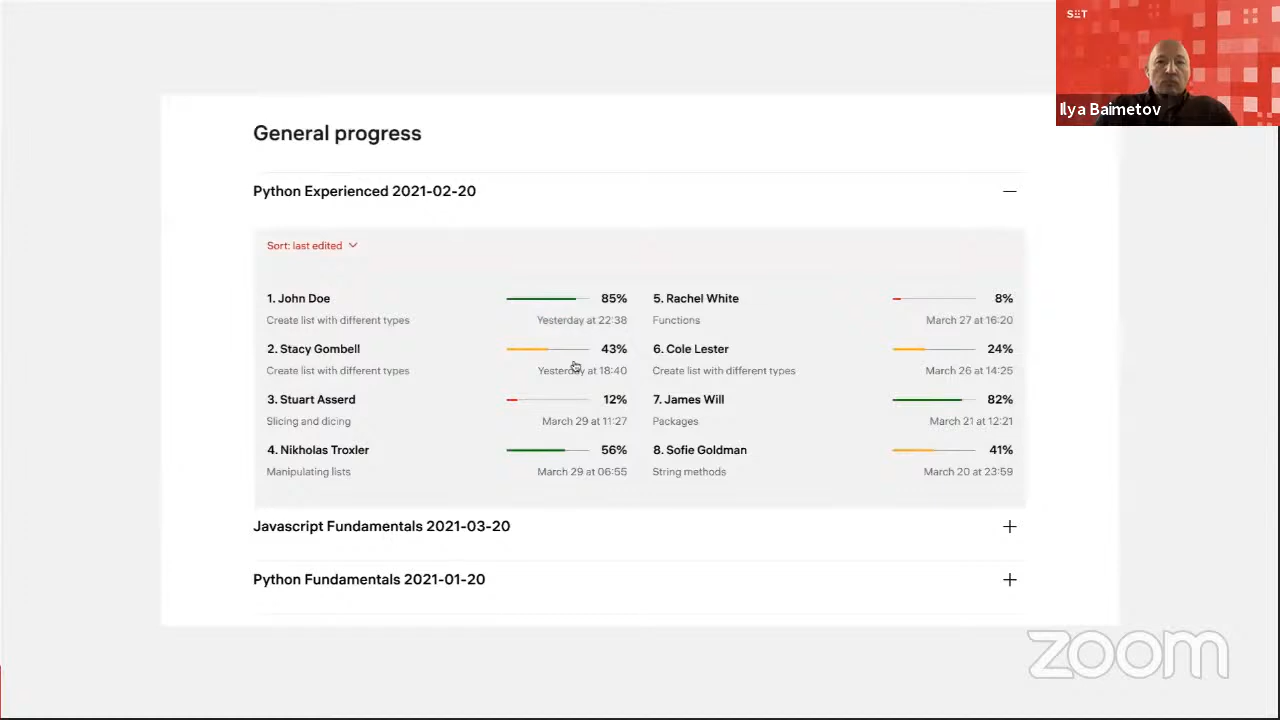 SIT
Ilya Baimetov
General progress
Python Experienced 2021-02-20
Sort: last edited
1. John Doe 85%
Create list with different types Yesterday at 22:38
2. Stacy Gombell 43%
Create list with different types Yesterday at 18:40
3. Stuart Asserd 12%
Slicing and dicing March 29 at 11:27
4. Nikholas Troxler 56%
Manipulating lists March 29 at 06:55
5. Rachel White 8%
Functions March 27 at 16:20
6. Cole Lester 24%
Create list with different types March 26 at 14:25
7. James Will 82%
Packages March 21 at 12:21
8. Sofie Goldman 41%
String methods March 20 at 23:59
Javascript Fundamentals 2021-03-20
Python Fundamentals 2021-01-20
zoom